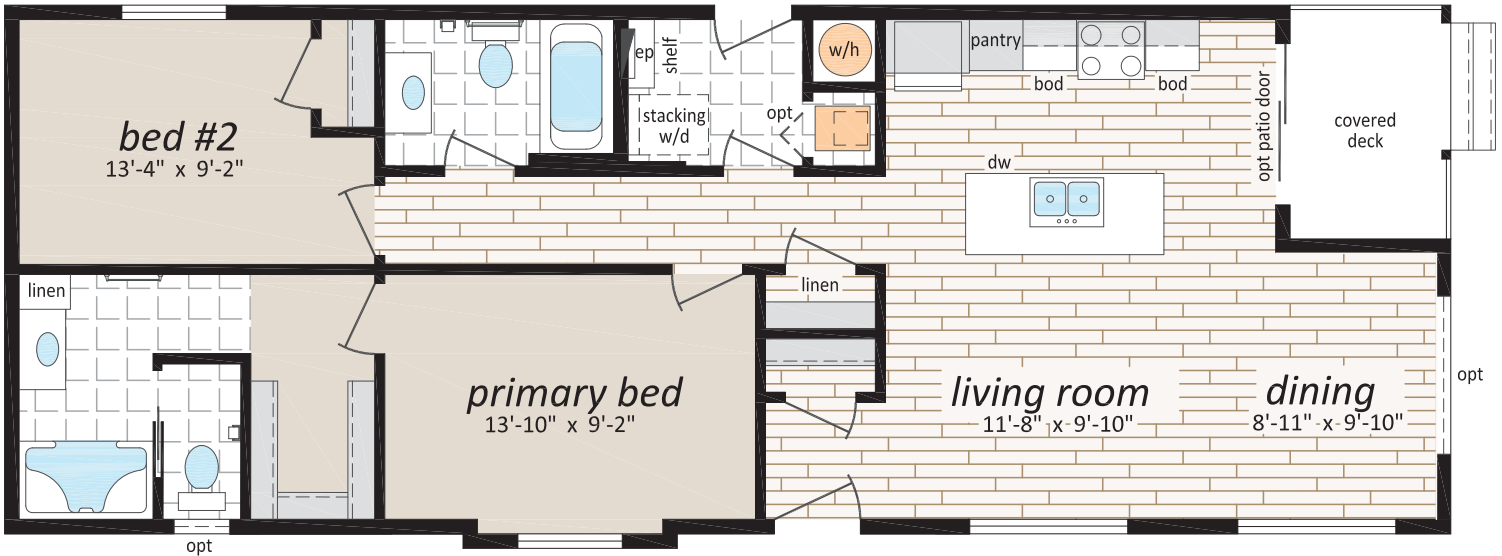 bed #2
13'-4" x 9'-2"
ep
shelf
stacking
w/d
opt
w/h
pantry
bod
bod
dw
opt patio door
covered
deck
linen
opt
primary bed
13'-10" x 9'-2"
linen
living room
11'-8" x 9'-10"
dining
8'-11" x 9'-10"
opt